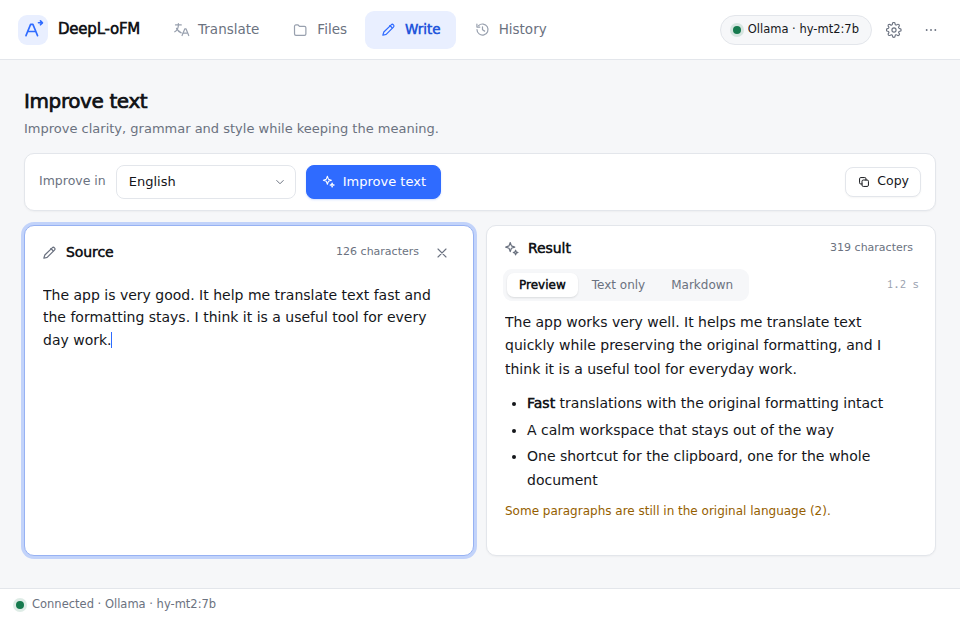 DeepL-oFM
Translate
Files
Write
History
Ollama · hy-mt2:7b
Improve text
Improve clarity, grammar and style while keeping the meaning.
Improve in
English
Improve text
Copy
Source
126 characters
The app is very good. It help me translate text fast and
the formatting stays. I think it is a useful tool for every
day work.
Result
319 characters
Preview
Text only
Markdown
1.2 s
The app works very well. It helps me translate text
quickly while preserving the original formatting, and I
think it is a useful tool for everyday work.
• Fast translations with the original formatting intact
• A calm workspace that stays out of the way
• One shortcut for the clipboard, one for the whole
document
Some paragraphs are still in the original language (2).
Connected · Ollama · hy-mt2:7b